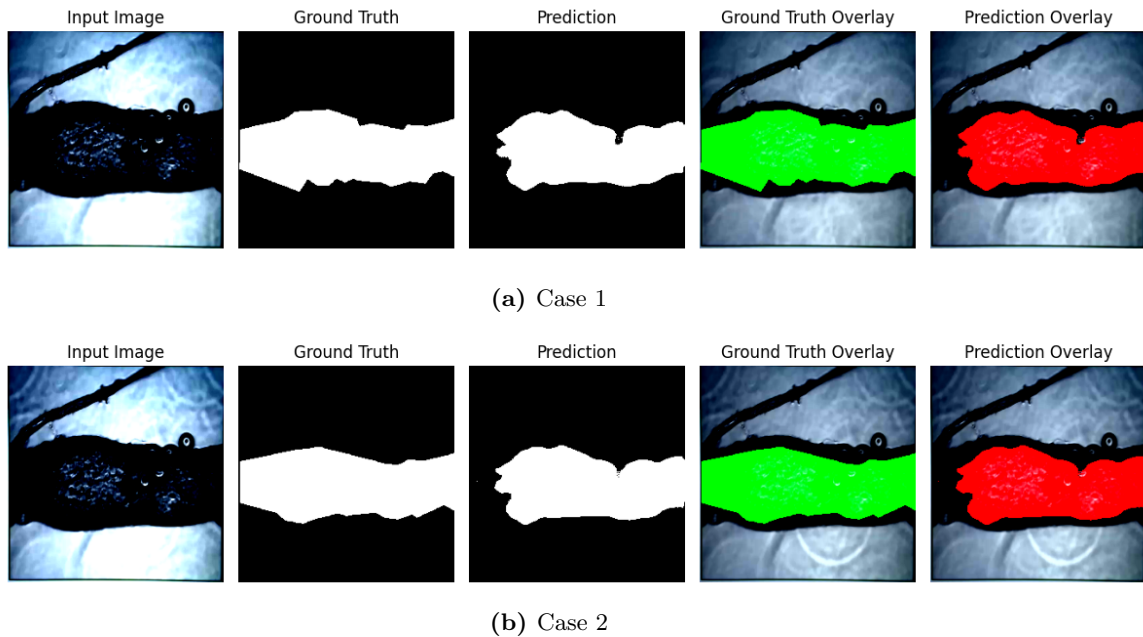 Input Image Ground Truth Prediction Ground Truth Overlay Prediction Overlay
(a) Case 1
Input Image Ground Truth Prediction Ground Truth Overlay Prediction Overlay
(b) Case 2